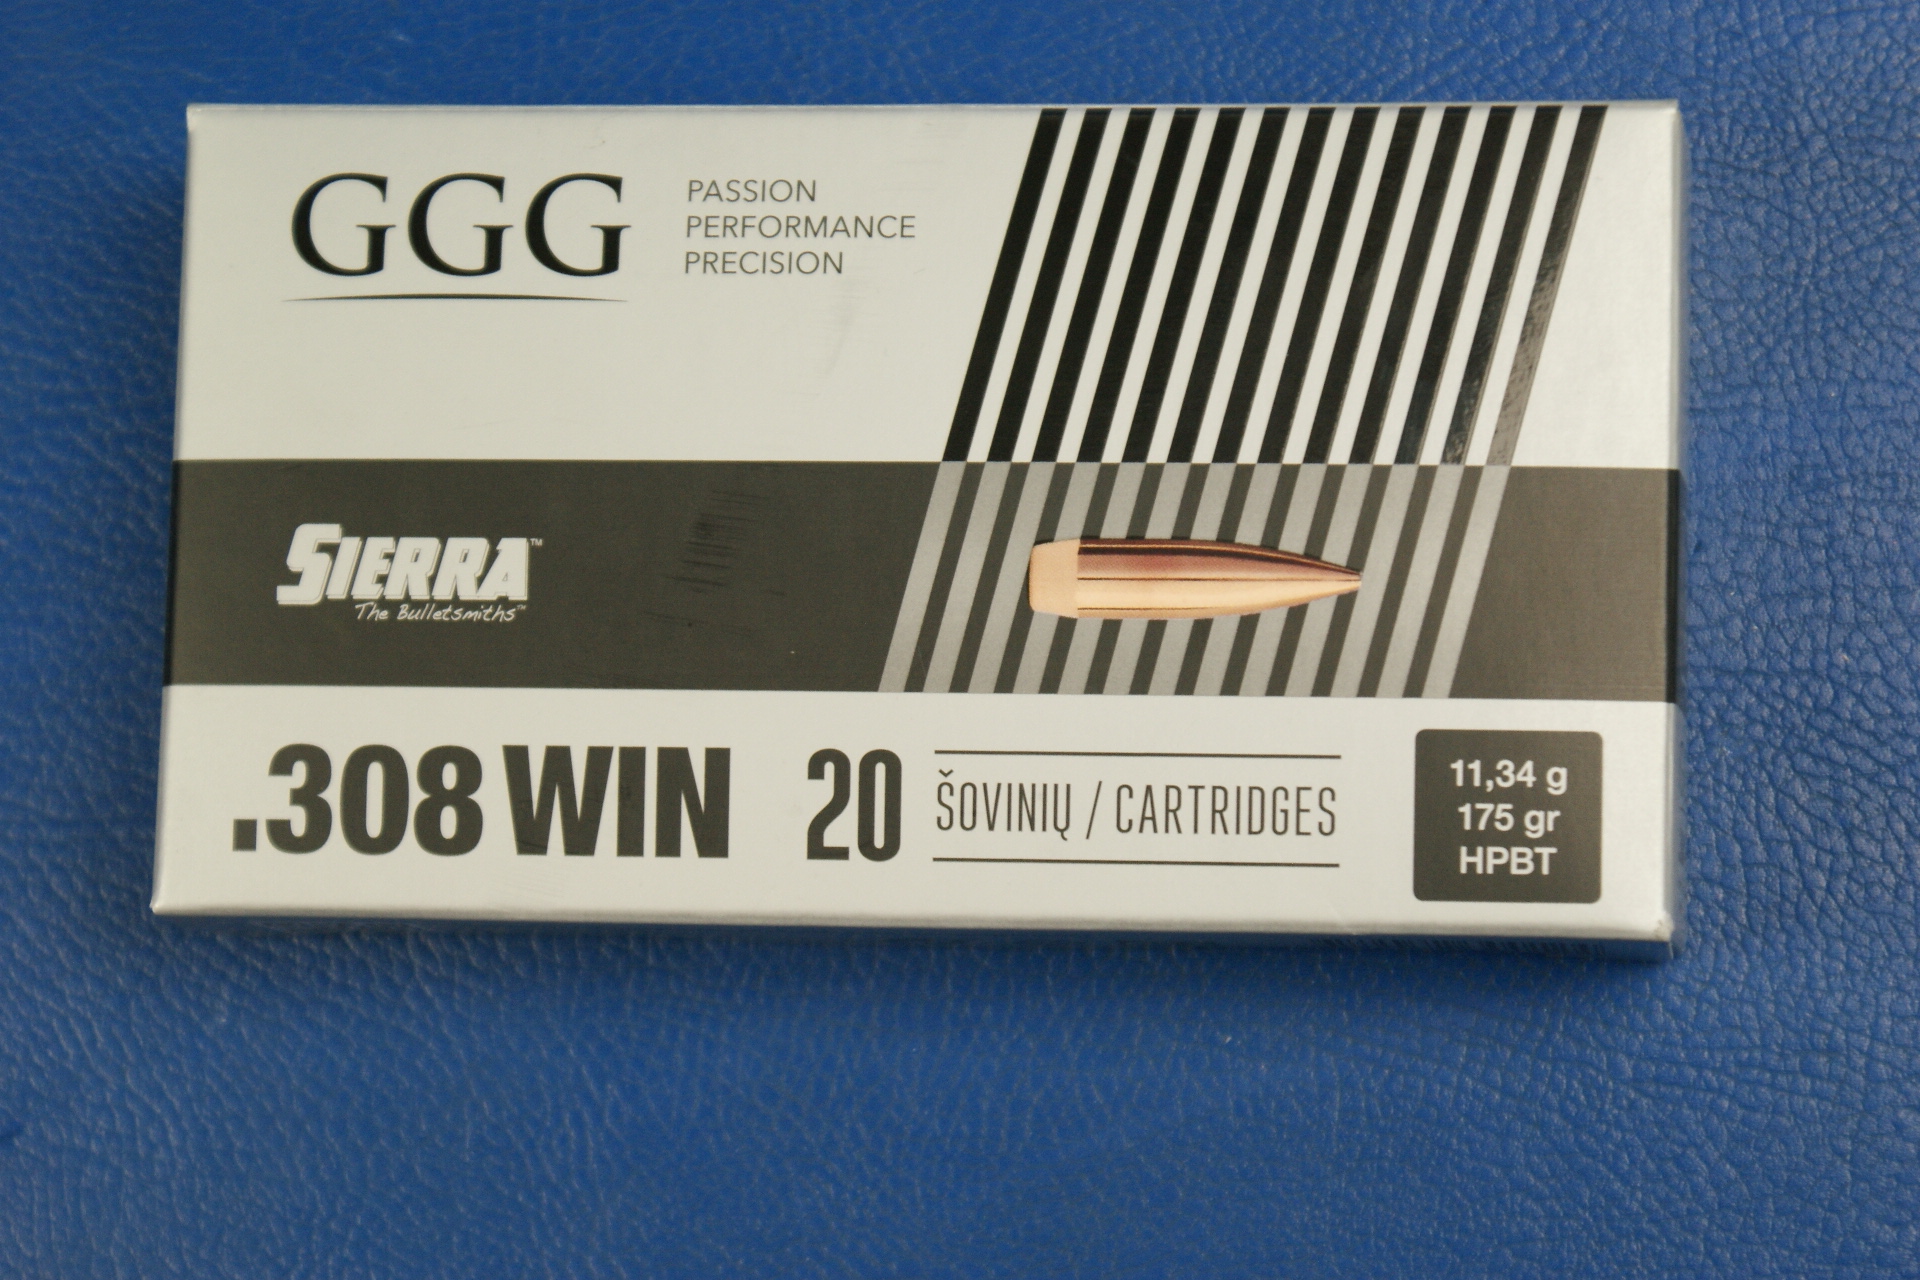 GGG
PASSION
PERFORMANCE
PRECISION
SIERRA™
The Bulletsmiths™
.308 WIN
20 ŠOVINIŲ / CARTRIDGES
11,34 g
175 gr
HPBT